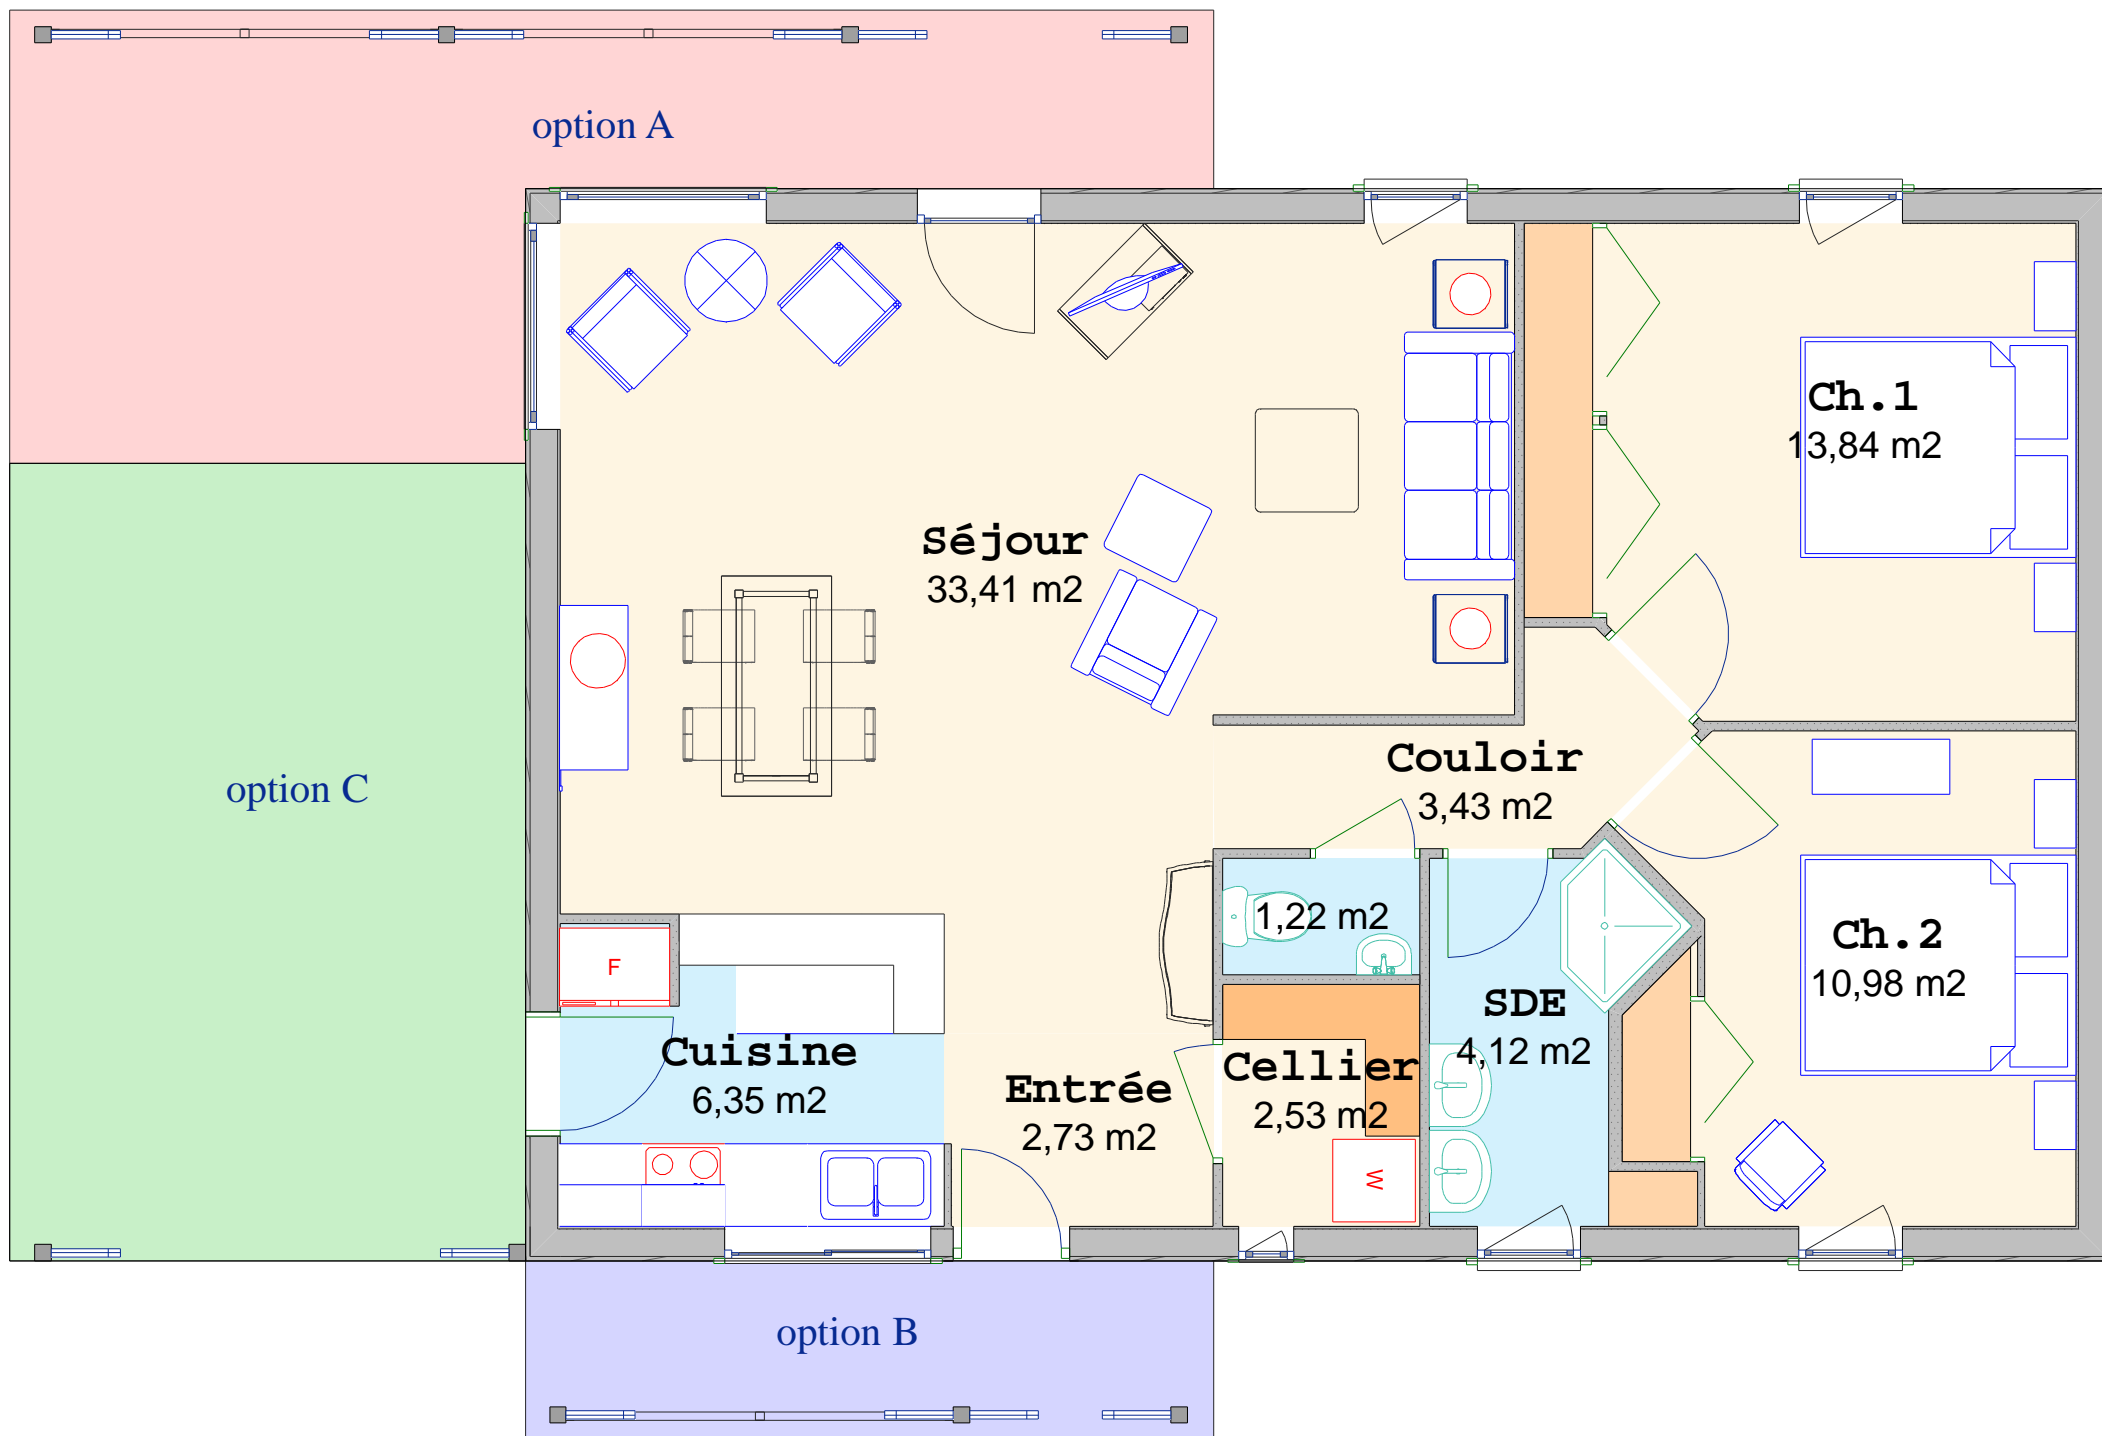 option A
Ch.1
13,84 m2
Séjour
33,41 m2
Couloir
3,43 m2
option C
1,22 m2
Ch.2
10,98 m2
F
SDE
4,12 m2
Cuisine
6,35 m2
Entrée
2,73 m2
Cellier
2,53 m2
W
option B